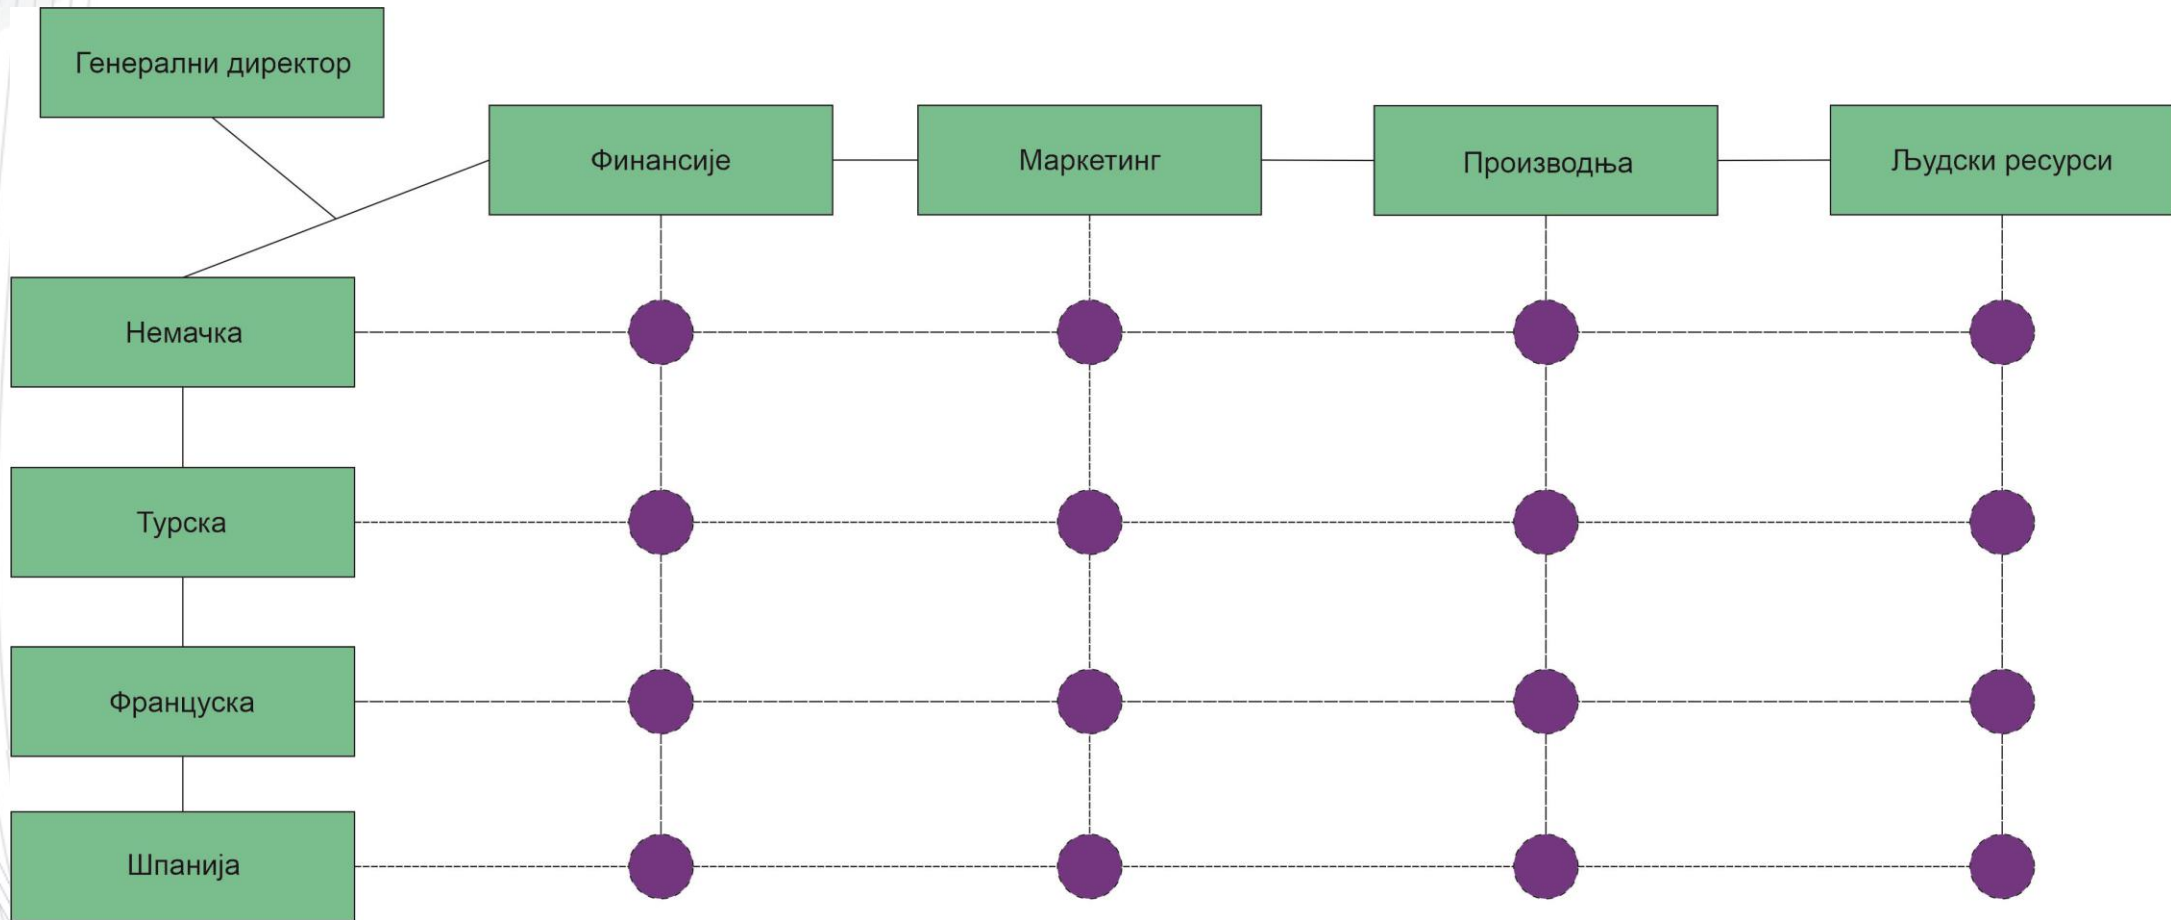 Генерални директор
Финансије
Маркетинг
Производња
Људски ресурси
Немачка
Турска
Француска
Шпанија